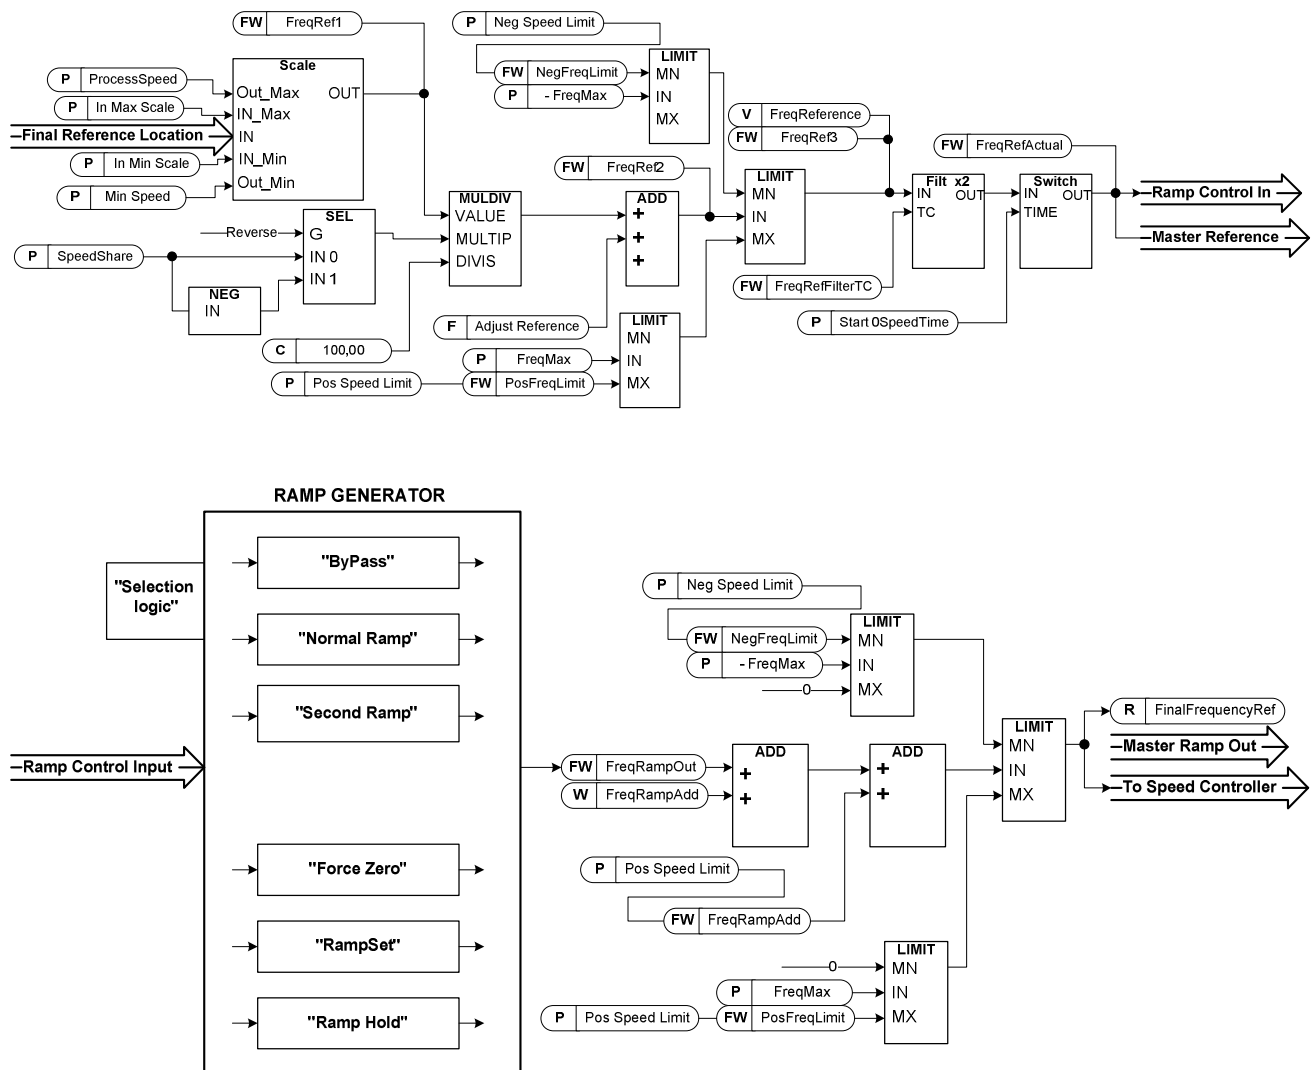 FW FreqRef1
P Neg Speed Limit
Scale
P ProcessSpeed
Out_Max OUT
P In Max Scale
IN_Max
Final Reference Location
IN
P In Min Scale
IN_Min
P Min Speed
Out_Min
LIMIT
FW NegFreqLimit
MN
P - FreqMax
IN
MX
V FreqReference
FW FreqRef3
FW FreqRefActual
FW FreqRef2
SEL
Reverse
G
P SpeedShare
IN 0
IN 1
NEG
IN
MULDIV
VALUE
MULTIP
DIVIS
ADD
+
+
+
LIMIT
MN
IN
MX
Filt x2
IN OUT
TC
Switch
IN OUT
TIME
Ramp Control In
Master Reference
FW FreqRefFilterTC
F Adjust Reference
P Start 0SpeedTime
C 100,00
LIMIT
MN
P FreqMax
IN
P Pos Speed Limit
FW PosFreqLimit
MX
RAMP GENERATOR
"Selection
logic"
"ByPass"
"Normal Ramp"
"Second Ramp"
Ramp Control Input
"Force Zero"
"RampSet"
"Ramp Hold"
P Neg Speed Limit
LIMIT
FW NegFreqLimit
MN
P - FreqMax
IN
0
MX
R FinalFrequencyRef
LIMIT
MN
IN
MX
Master Ramp Out
To Speed Controller
FW FreqRampOut
W FreqRampAdd
ADD
+
+
ADD
+
+
P Pos Speed Limit
FW FreqRampAdd
LIMIT
0
MN
P FreqMax
IN
P Pos Speed Limit
FW PosFreqLimit
MX